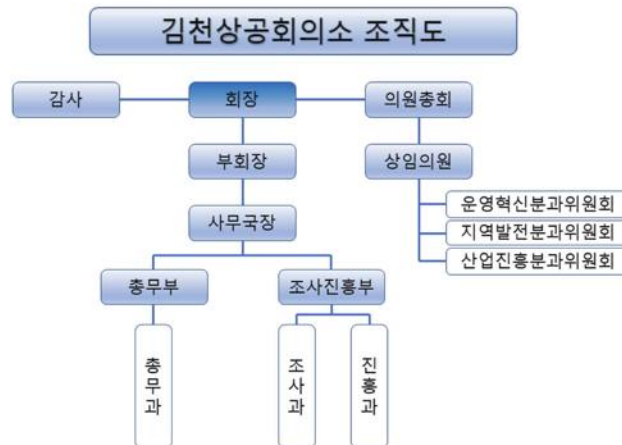 김천상공회의소 조직도
감사
회장
의원총회
부회장
상임의원
사무국장
운영혁신분과위원회
지역발전분과위원회
산업진흥분과위원회
총무부
조사진흥부
총무과
조사과
진흥과